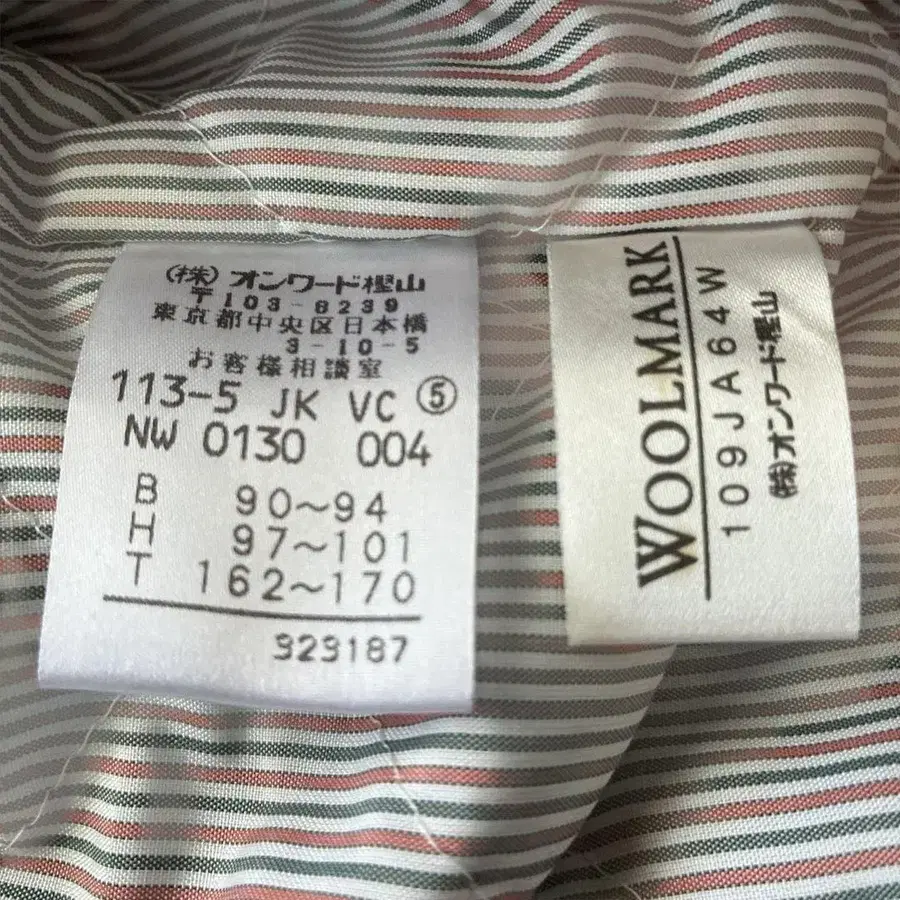 (株)オンワード樫山
〒103-8239
東京都中央区日本橋
3-10-5
お客様相談室
113-5 JK VC ⑤
NW 0130 004
B 90~94
H 97~101
T 162~170
323187
WOOLMARK
109JA64W
(株)オンワード樫山